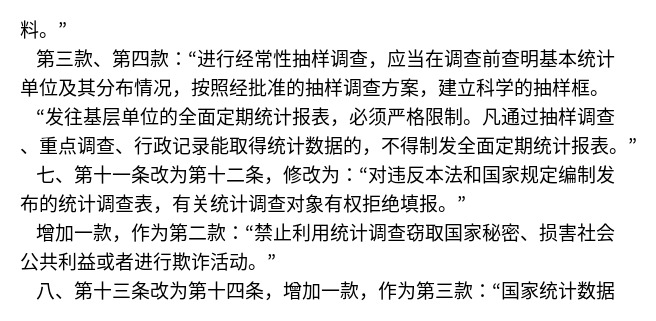 料。”
第三款、第四款：“进行经常性抽样调查，应当在调查前查明基本统计
单位及其分布情况，按照经批准的抽样调查方案，建立科学的抽样框。
“发往基层单位的全面定期统计报表，必须严格限制。凡通过抽样调查
、重点调查、行政记录能取得统计数据的，不得制发全面定期统计报表。”
七、第十一条改为第十二条，修改为：“对违反本法和国家规定编制发
布的统计调查表，有关统计调查对象有权拒绝填报。”
增加一款，作为第二款：“禁止利用统计调查窃取国家秘密、损害社会
公共利益或者进行欺诈活动。”
八、第十三条改为第十四条，增加一款，作为第三款：“国家统计数据